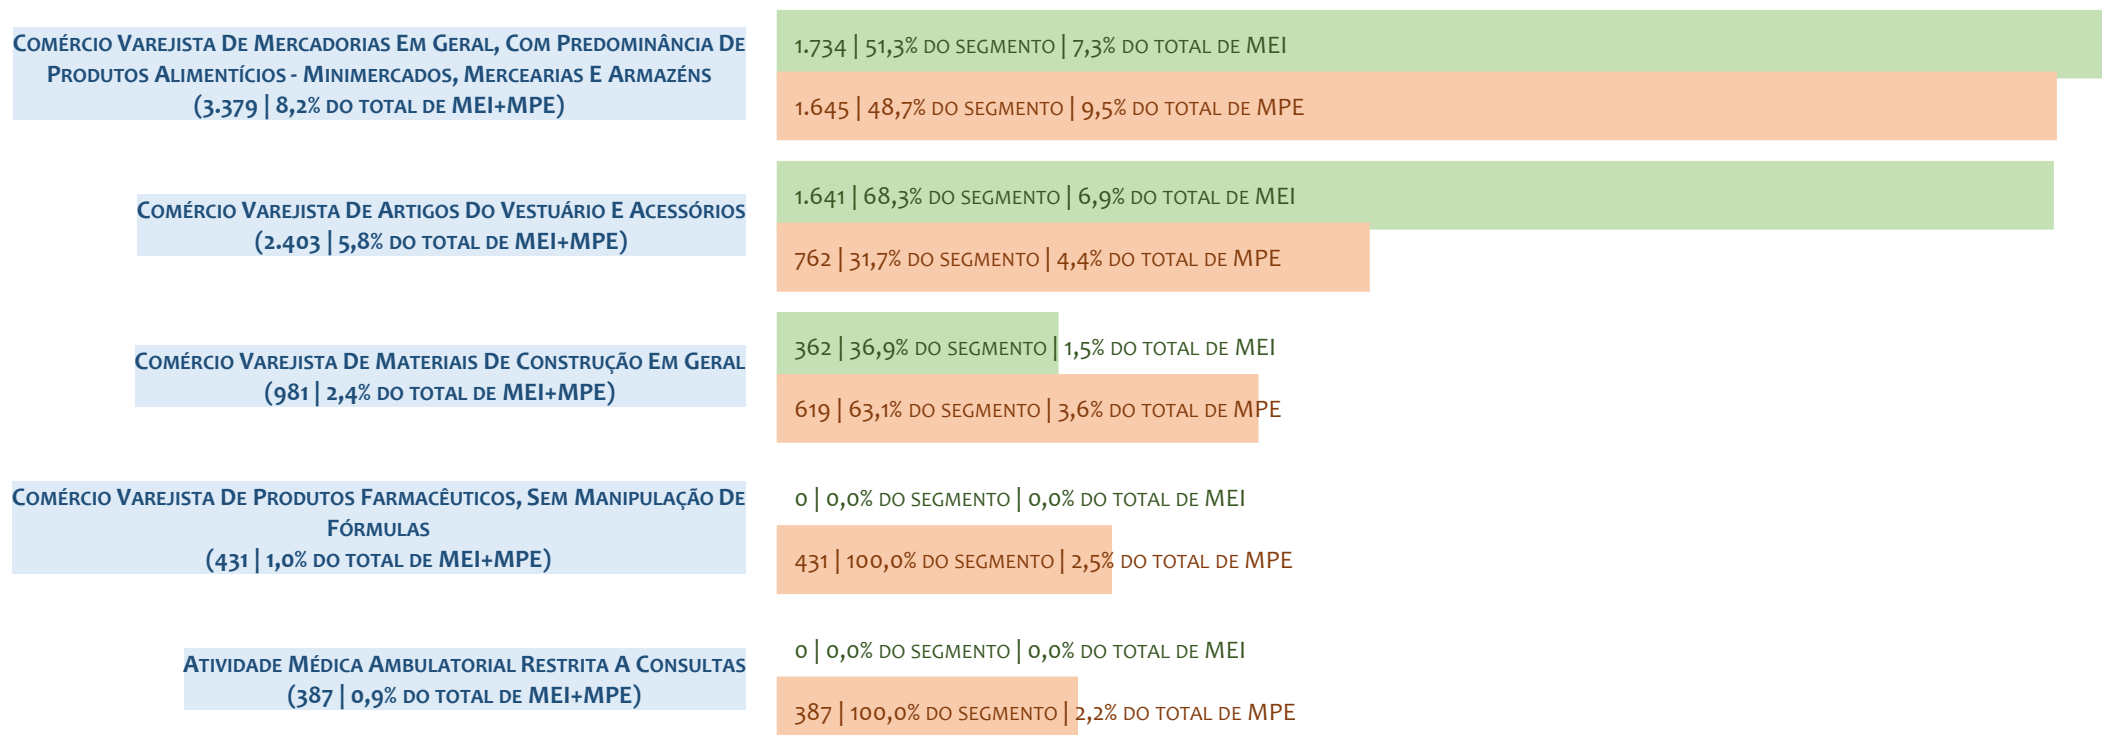 Comércio Varejista De Mercadorias Em Geral, Com Predominância De
Produtos Alimentícios - Minimercados, Mercearias E Armazéns
(3.379 | 8,2% do total de MEI+MPE)
1.734 | 51,3% do segmento | 7,3% do total de MEI
1.645 | 48,7% do segmento | 9,5% do total de MPE
Comércio Varejista De Artigos Do Vestuário E Acessórios
(2.403 | 5,8% do total de MEI+MPE)
1.641 | 68,3% do segmento | 6,9% do total de MEI
762 | 31,7% do segmento | 4,4% do total de MPE
Comércio Varejista De Materiais De Construção Em Geral
(981 | 2,4% do total de MEI+MPE)
362 | 36,9% do segmento | 1,5% do total de MEI
619 | 63,1% do segmento | 3,6% do total de MPE
Comércio Varejista De Produtos Farmacêuticos, Sem Manipulação De
Fórmulas
(431 | 1,0% do total de MEI+MPE)
0 | 0,0% do segmento | 0,0% do total de MEI
431 | 100,0% do segmento | 2,5% do total de MPE
Atividade Médica Ambulatorial Restrita A Consultas
(387 | 0,9% do total de MEI+MPE)
0 | 0,0% do segmento | 0,0% do total de MEI
387 | 100,0% do segmento | 2,2% do total de MPE